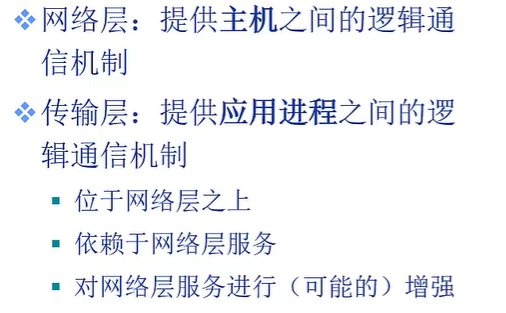 网络层：提供主机之间的逻辑通
信机制
传输层：提供应用进程之间的逻
辑通信机制
位于网络层之上
依赖于网络层服务
对网络层服务进行（可能的）增强